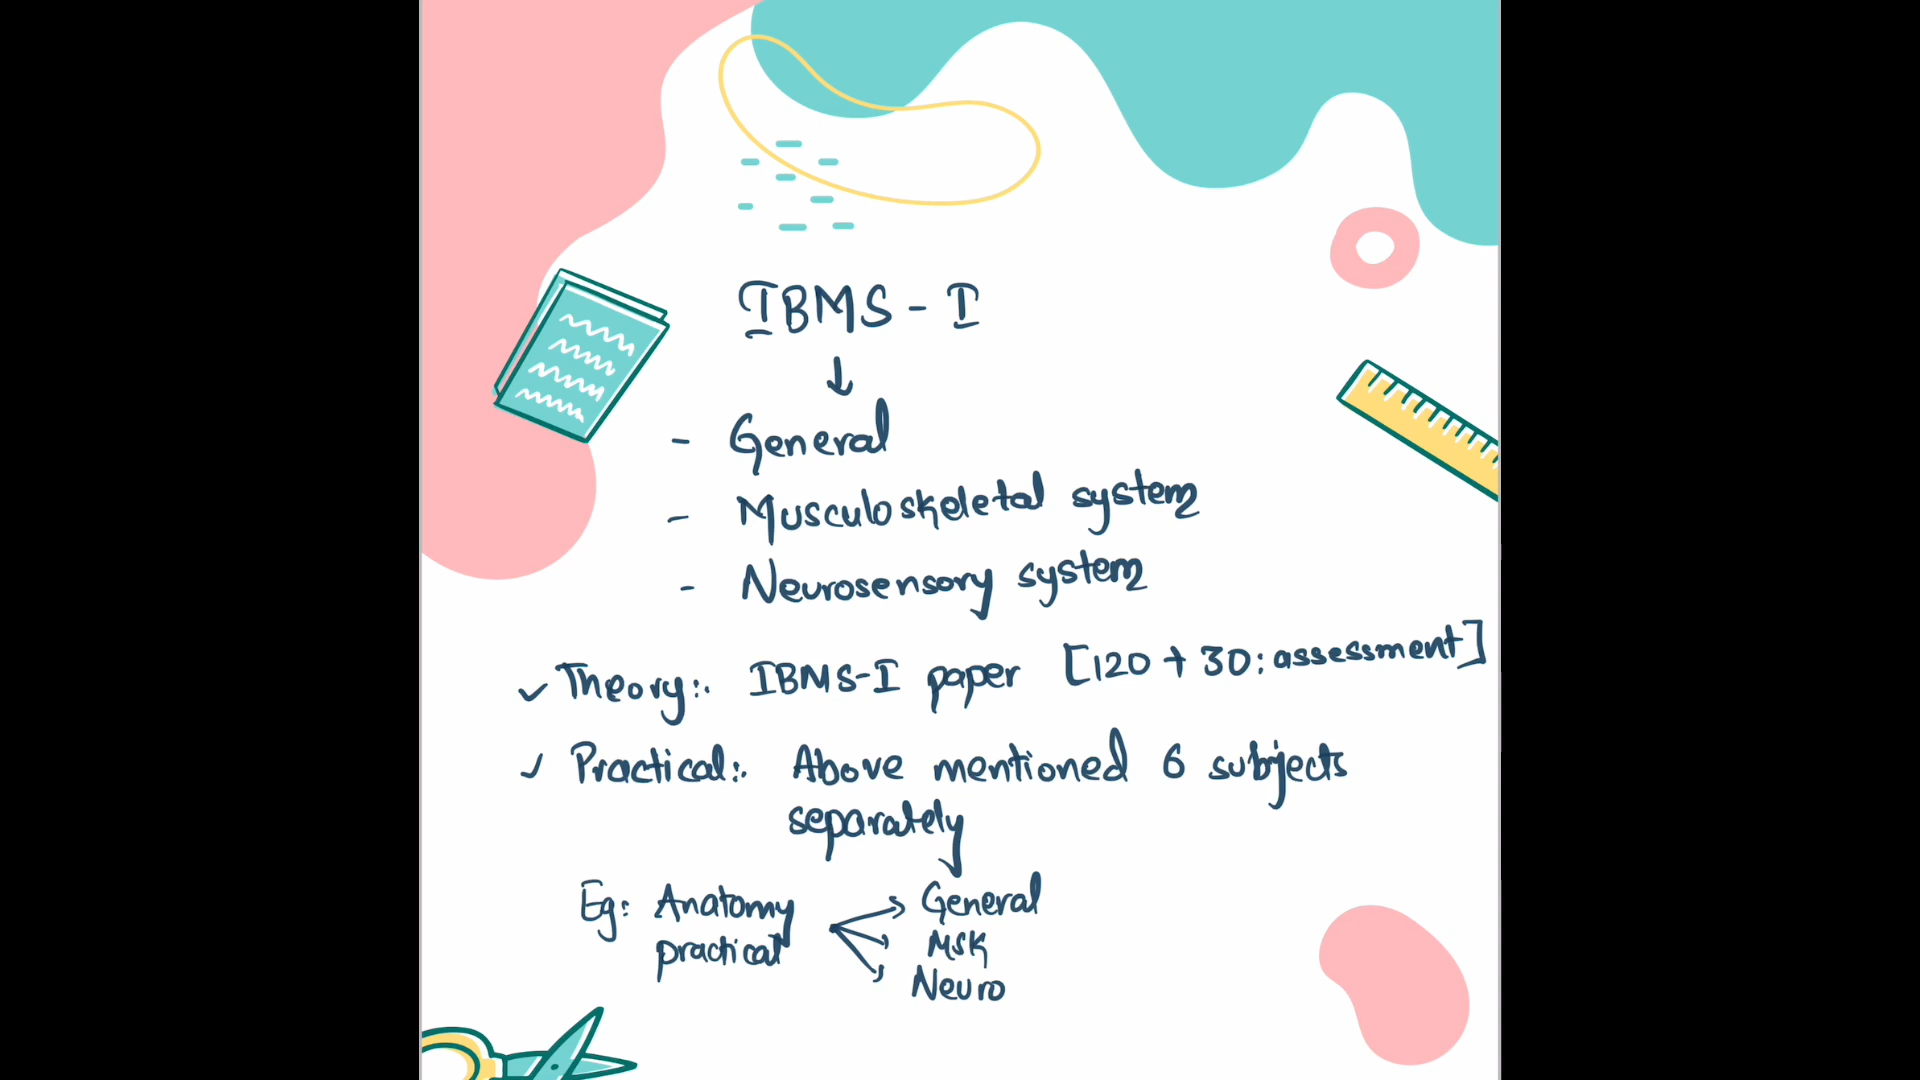 IBMS - I
↓
- General
- Musculoskeletal system
- Neurosensory system
✓ Theory:. IBMS-I paper [120 + 30: assessment]
✓ Practical:. Above mentioned 6 subjects
separately
Eg: Anatomy practical → General
→ MSK
→ Neuro